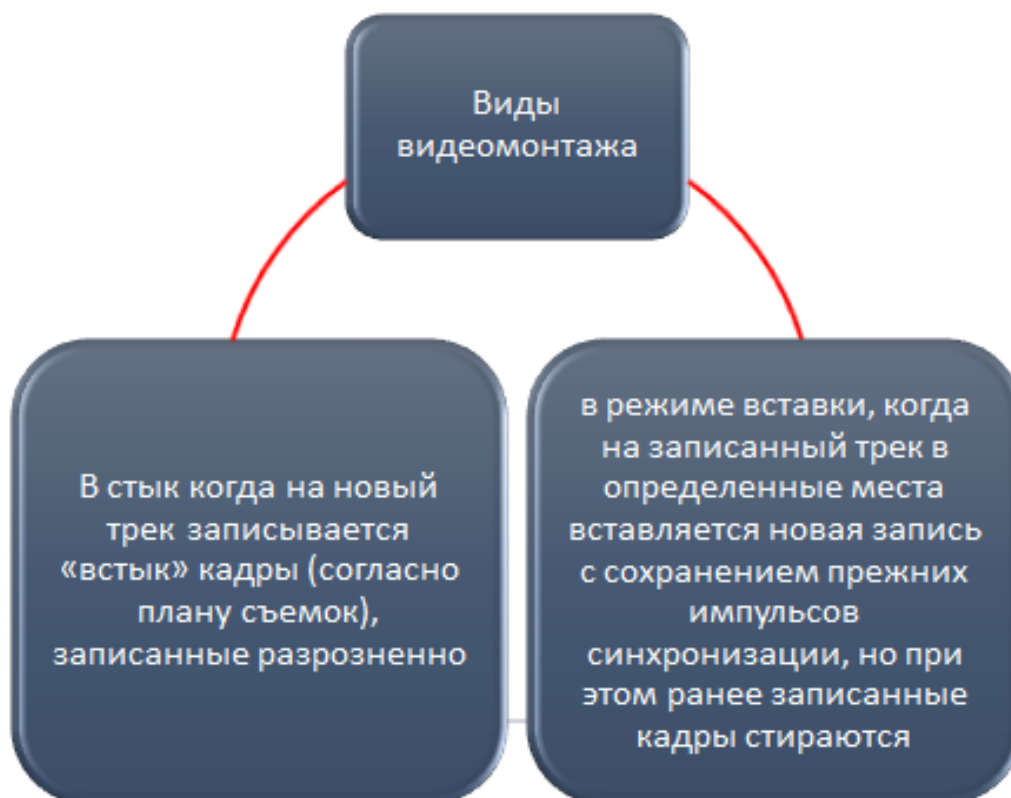 Виды
видеомонтажа
В стык когда на новый
трек записывается
«встык» кадры (согласно
плану съемок),
записанные разрозненно
в режиме вставки, когда
на записанный трек в
определенные места
вставляется новая запись
с сохранением прежних
импульсов
синхронизации, но при
этом ранее записанные
кадры стираются